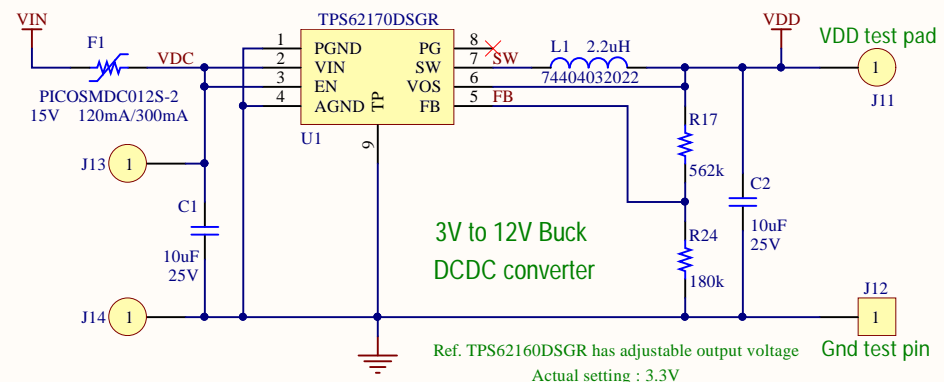 VIN
TPS62170DSGR
VDD
F1
VDC
1 PGND
2 VIN
3 EN
4 AGND
PG 8
SW 7
VOS 6
FB 5
TP
9
U1
SW
FB
L1 2.2uH
74404032022
VDD test pad
1
J11
PICOSMDC012S-2
15V 120mA/300mA
J13 1
R17
562k
C1
10uF
25V
C2
10uF
25V
R24
180k
3V to 12V Buck
DCDC converter
J14 1
J12
1
Gnd test pin
Ref. TPS62160DSGR has adjustable output voltage
Actual setting : 3.3V